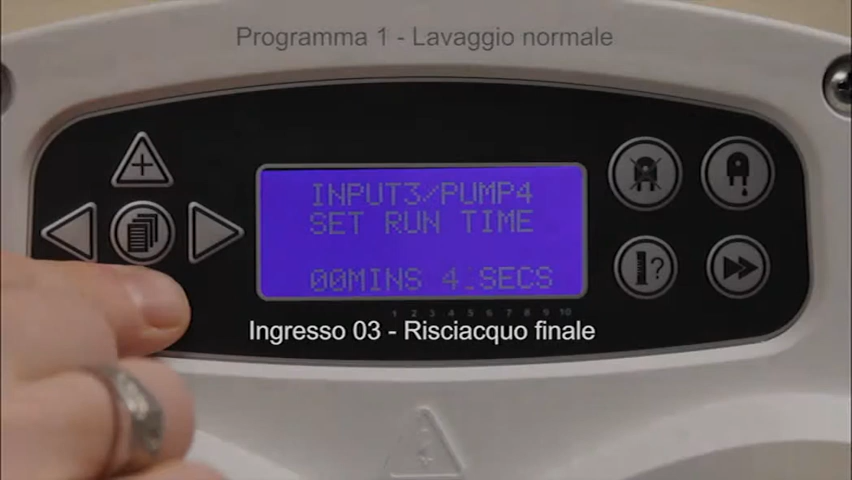 Programma 1 - Lavaggio normale
INPUT3/PUMP4
SET RUN TIME
00MINS 4 SECS
1 2 3 4 5 6 7 8 9 10
Ingresso 03 - Risciacquo finale